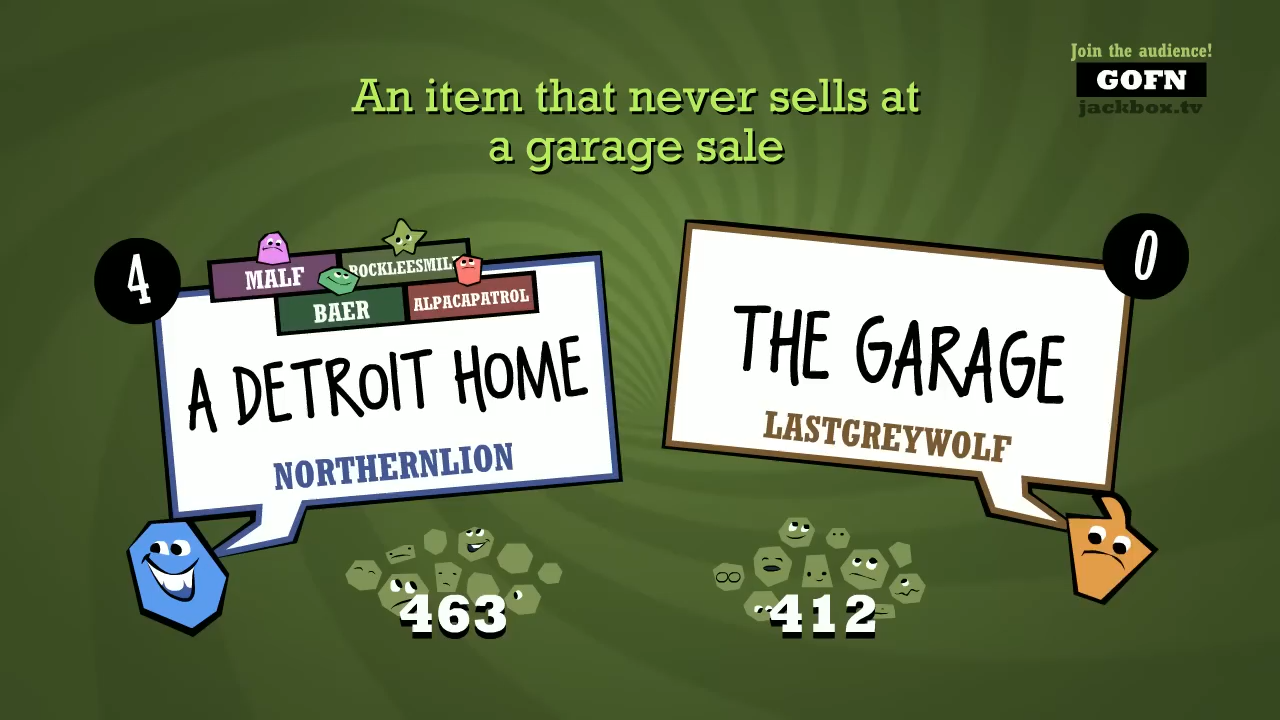 Join the audience!
GOFN
jackbox.tv
An item that never sells at
a garage sale
4
MALF
ROCKLEESMILE
BAER
ALPACAPATROL
A DETROIT HOME
NORTHERNLION
0
THE GARAGE
LASTGREYWOLF
463
412